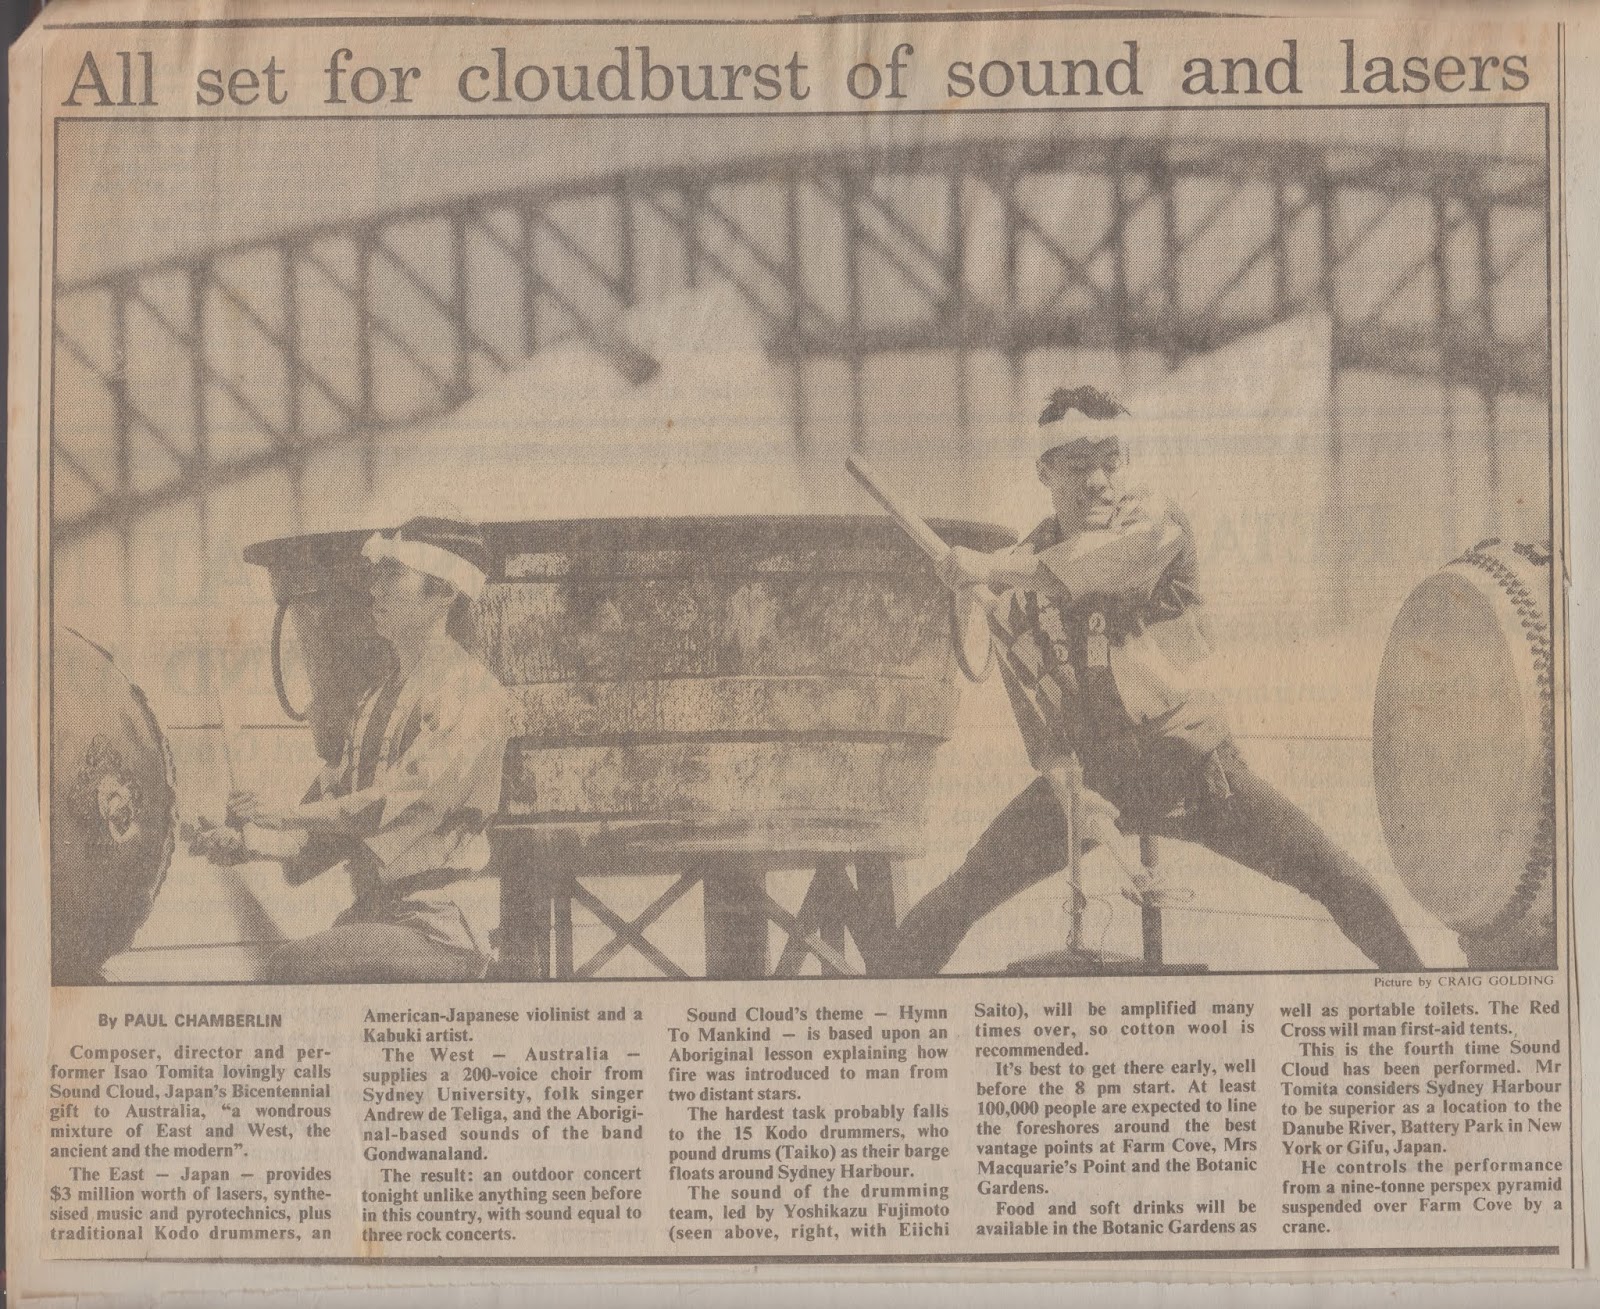 All set for cloudburst of sound and lasers
Picture by CRAIG GOLDING
By PAUL CHAMBERLIN
Composer, director and per-
former Isao Tomita lovingly calls
Sound Cloud, Japan's Bicentennial
gift to Australia, "a wondrous
mixture of East and West, the
ancient and the modern".
The East — Japan — provides
$3 million worth of lasers, synthe-
sised music and pyrotechnics, plus
traditional Kodo drummers, an
American-Japanese violinist and a
Kabuki artist.
The West — Australia —
supplies a 200-voice choir from
Sydney University, folk singer
Andrew de Teliga, and the Aborigi-
nal-based sounds of the band
Gondwanaland.
The result: an outdoor concert
tonight unlike anything seen before
in this country, with sound equal to
three rock concerts.
Sound Cloud's theme — Hymn
To Mankind — is based upon an
Aboriginal lesson explaining how
fire was introduced to man from
two distant stars.
The hardest task probably falls
to the 15 Kodo drummers, who
pound drums (Taiko) as their barge
floats around Sydney Harbour.
The sound of the drumming
team, led by Yoshikazu Fujimoto
(seen above, right, with Eiichi
Saito), will be amplified many
times over, so cotton wool is
recommended.
It's best to get there early, well
before the 8 pm start. At least
100,000 people are expected to line
the foreshores around the best
vantage points at Farm Cove, Mrs
Macquarie's Point and the Botanic
Gardens.
Food and soft drinks will be
available in the Botanic Gardens as
well as portable toilets. The Red
Cross will man first-aid tents.
This is the fourth time Sound
Cloud has been performed. Mr
Tomita considers Sydney Harbour
to be superior as a location to the
Danube River, Battery Park in New
York or Gifu, Japan.
He controls the performance
from a nine-tonne perspex pyramid
suspended over Farm Cove by a
crane.